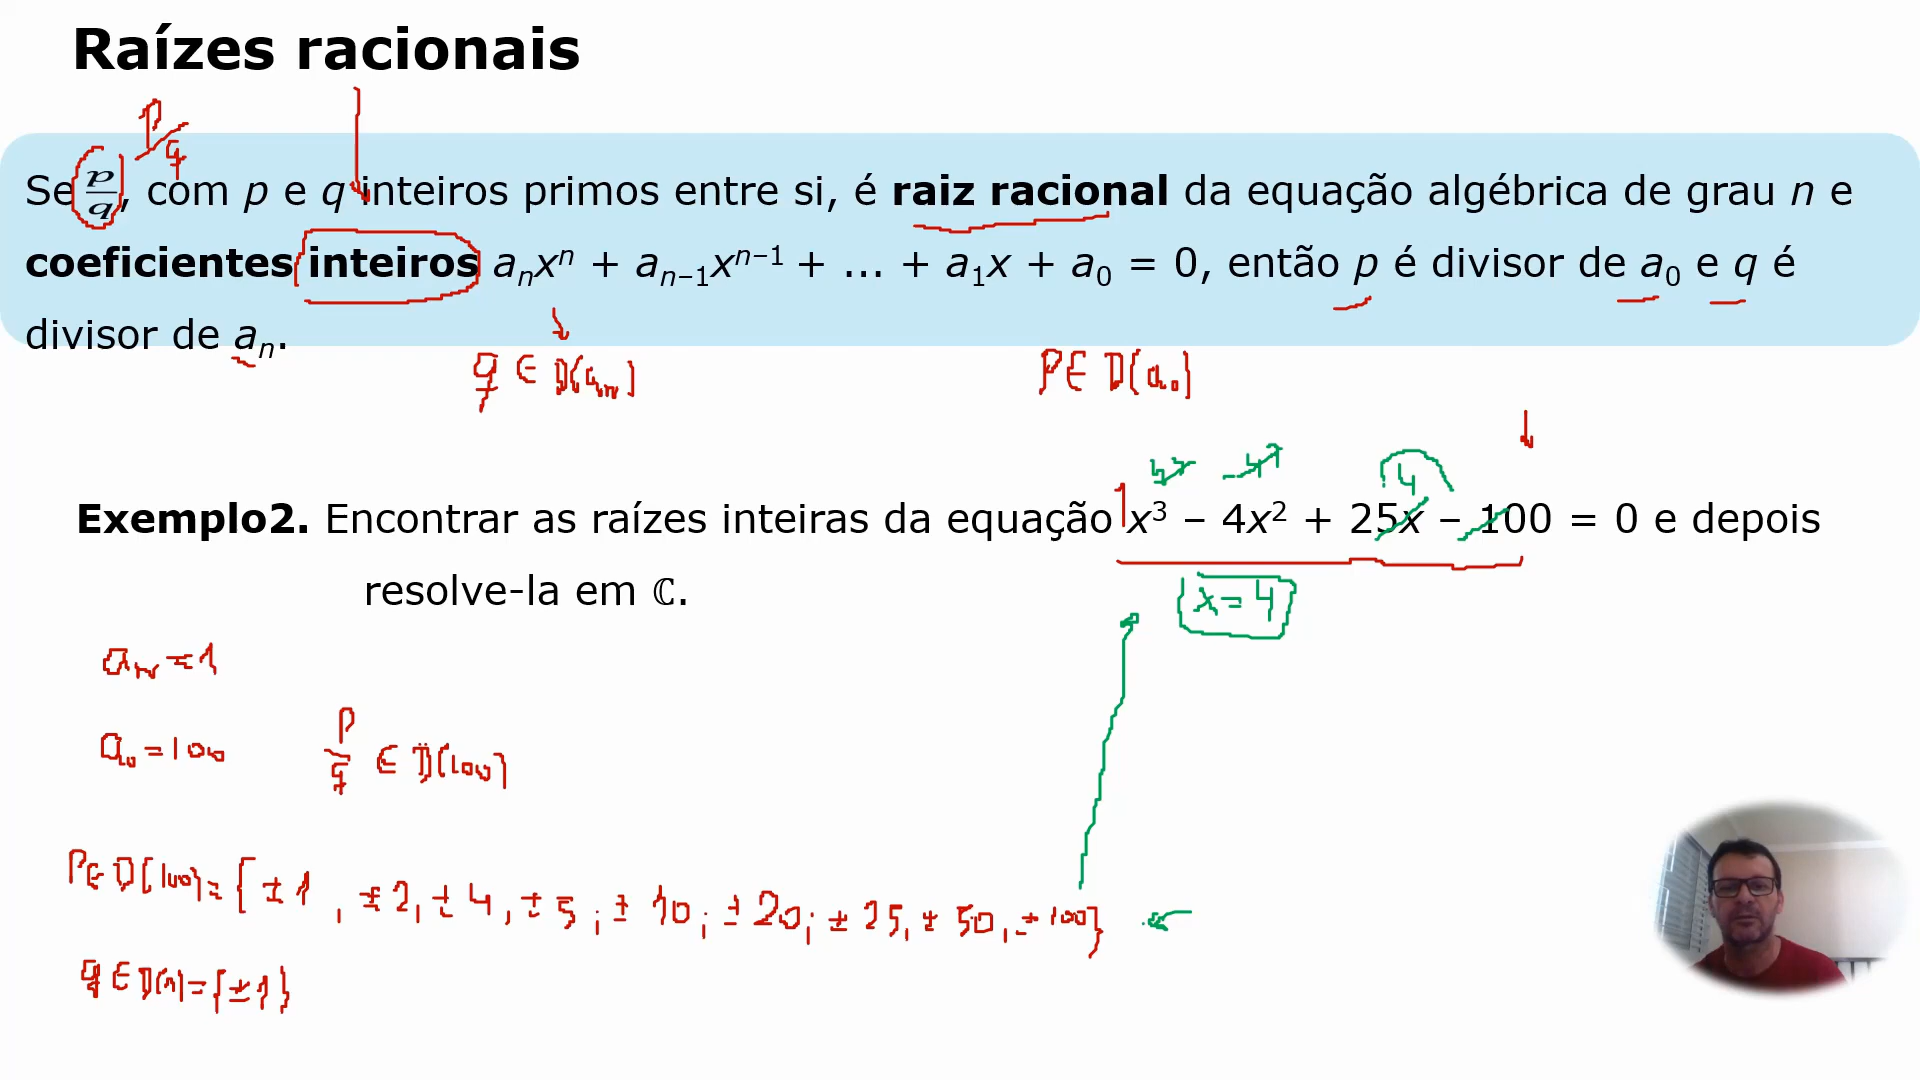 Raízes racionais
p/q
Se p/q, com p e q inteiros primos entre si, é raiz racional da equação algébrica de grau n e
coeficientes inteiros aₙxⁿ + aₙ₋₁xⁿ⁻¹ + ... + a₁x + a₀ = 0, então p é divisor de a₀ e q é
divisor de aₙ.
q ∈ D(aₙ) P ∈ D(a₀)
4³ -4³ 4
Exemplo2. Encontrar as raízes inteiras da equação 1x³ – 4x² + 25x – 100 = 0 e depois
resolve-la em ℂ.
x=4
aₙ=1
a₀=100
p/q ∈ D(100)
P∈D(100)={±1, ±2, ±4, ±5, ±10, ±20, ±25, ±50, ±100}
q∈D(1)={±1}